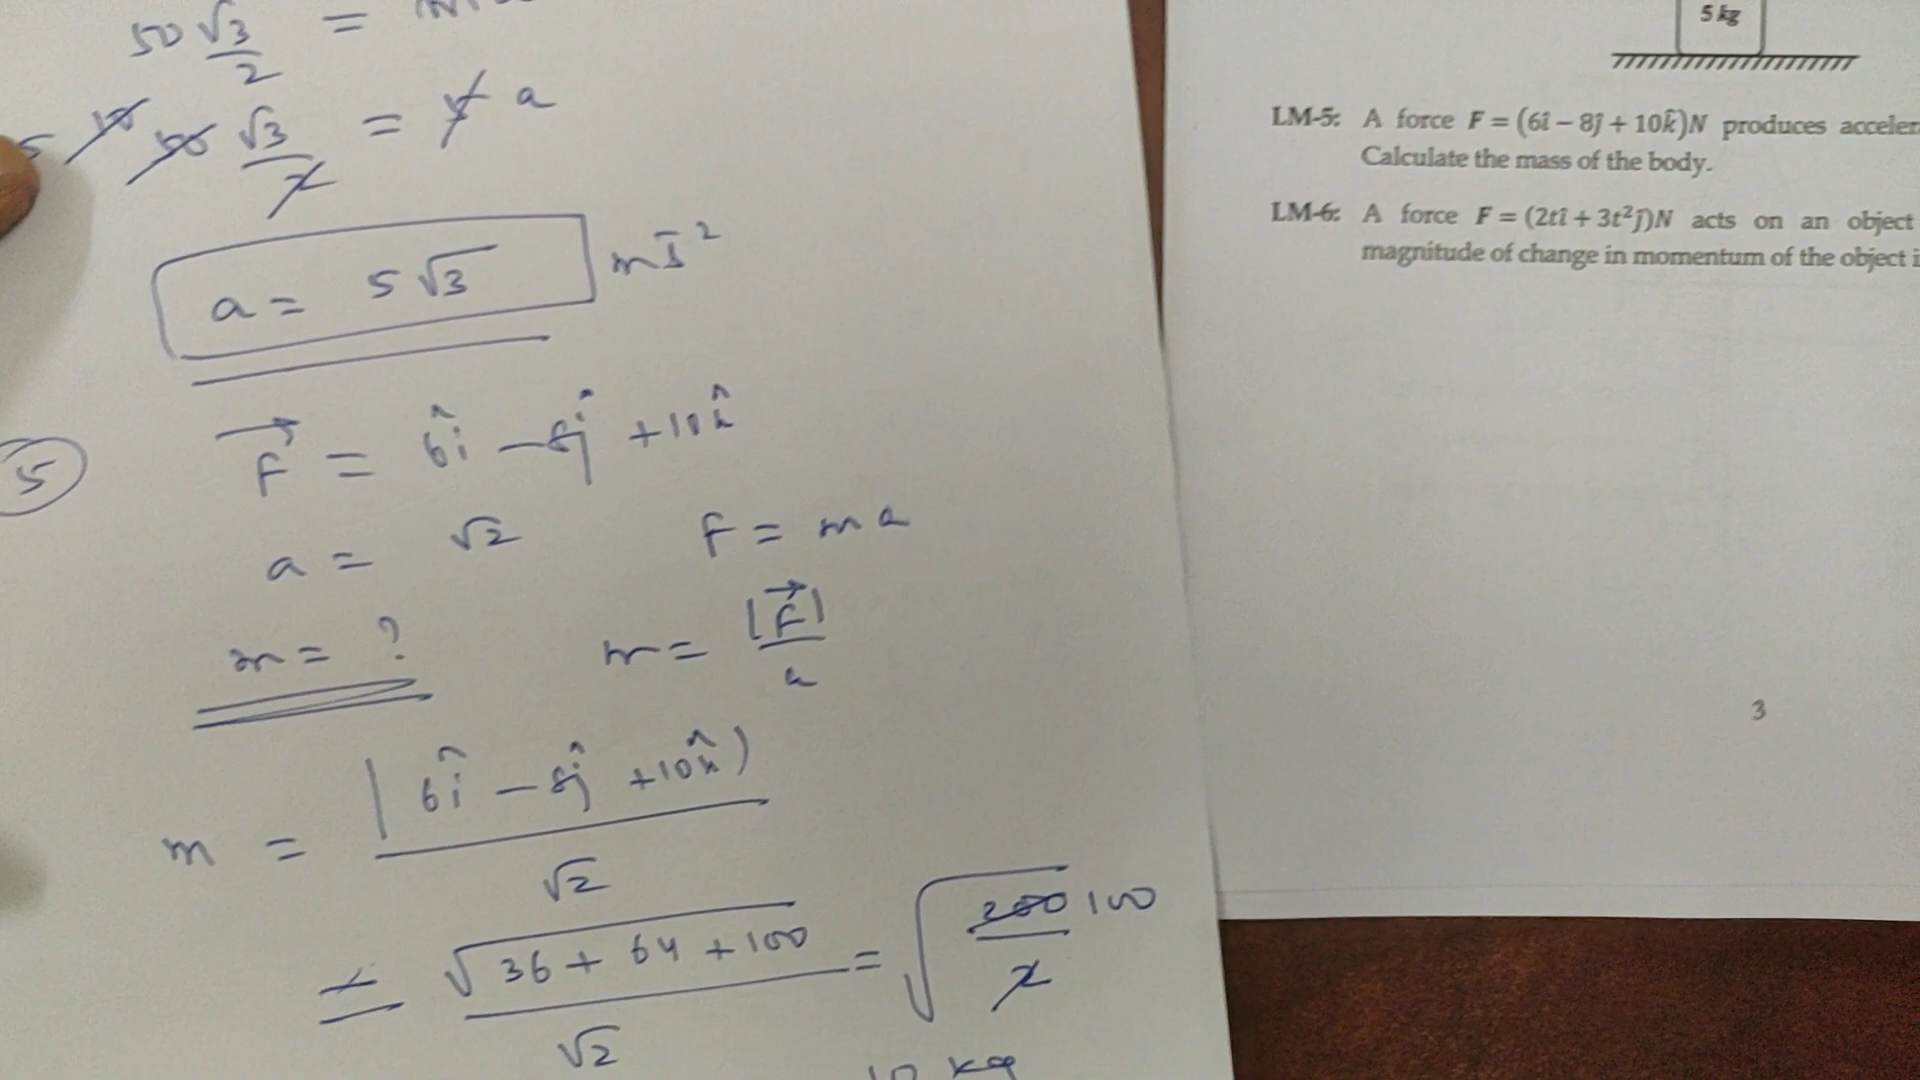 50 √3/2 =
5 10 50 √3/2 = 5 a
a = 5√3 ms⁻²
5
F⃗ = 6î − 8ĵ + 10k̂
a = √2 F = ma
m = ? m = |F⃗|/a
m = |6î − 8ĵ + 10k̂)/√2
= √36 + 64 + 100/√2 = √200/2 100
10 kg
5 kg
LM-5: A force F = (6î − 8ĵ + 10k̂)N produces
Calculate the mass of the body.
LM-6: A force F = (2tî + 3t²ĵ)N acts on an object
magnitude of change in momentum of the object
3